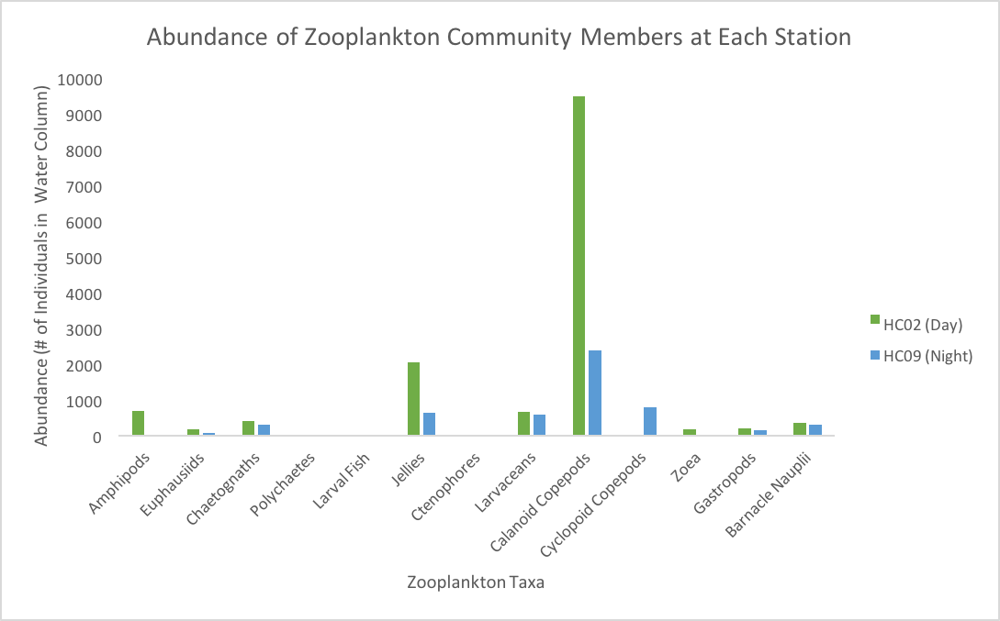 Abundance of Zooplankton Community Members at Each Station
Abundance (# of Individuals in Water Column)
10000
9000
8000
7000
6000
5000
4000
3000
2000
1000
0
Amphipods
Euphausiids
Chaetognaths
Polychaetes
Larval Fish
Jellies
Ctenophores
Larvaceans
Calanoid Copepods
Cyclopoid Copepods
Zoea
Gastropods
Barnacle Nauplii
Zooplankton Taxa
HC02 (Day)
HC09 (Night)